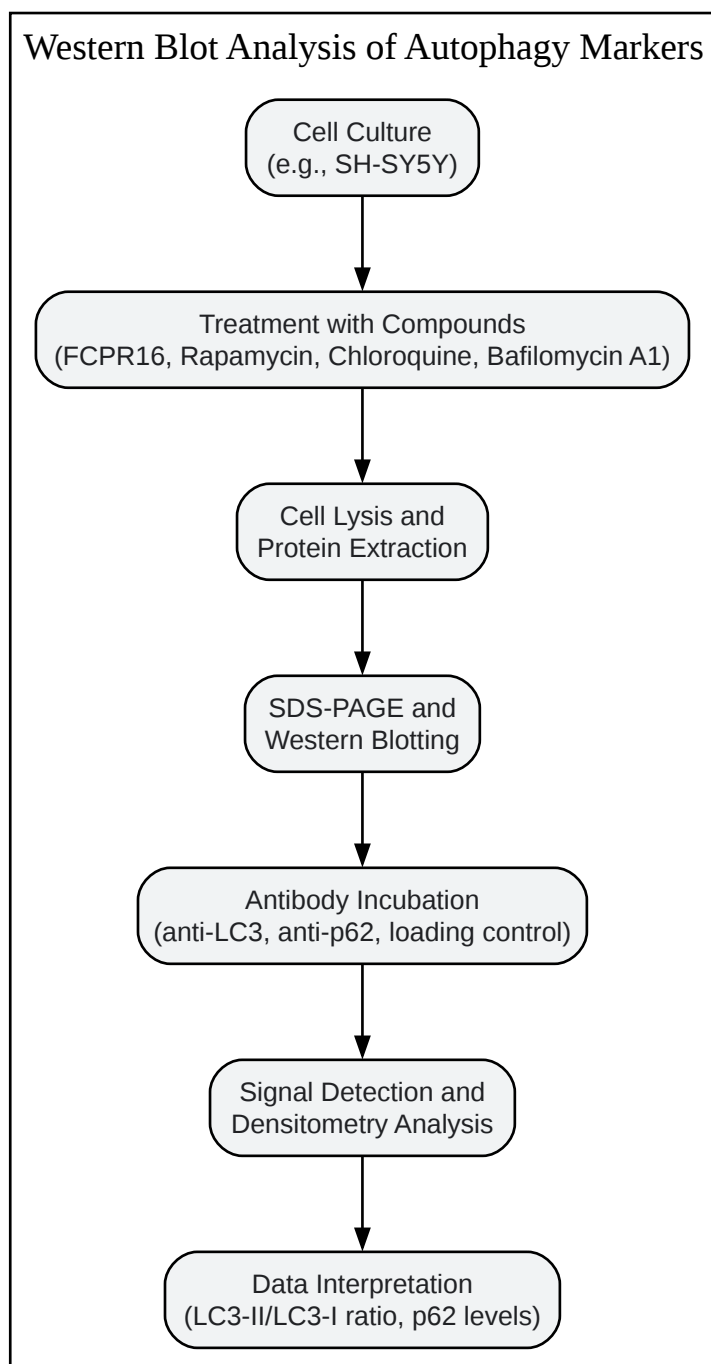 Western Blot Analysis of Autophagy Markers
Cell Culture
(e.g., SH-SY5Y)
Treatment with Compounds
(FCPR16, Rapamycin, Chloroquine, Bafilomycin A1)
Cell Lysis and
Protein Extraction
SDS-PAGE and
Western Blotting
Antibody Incubation
(anti-LC3, anti-p62, loading control)
Signal Detection and
Densitometry Analysis
Data Interpretation
(LC3-II/LC3-I ratio, p62 levels)